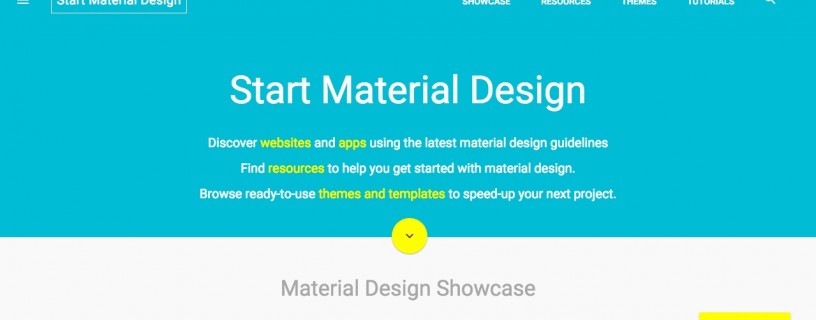 Start Material Design
SHOWCASE RESOURCES THEMES TUTORIALS
Start Material Design
Discover websites and apps using the latest material design guidelines
Find resources to help you get started with material design.
Browse ready-to-use themes and templates to speed-up your next project.
Material Design Showcase